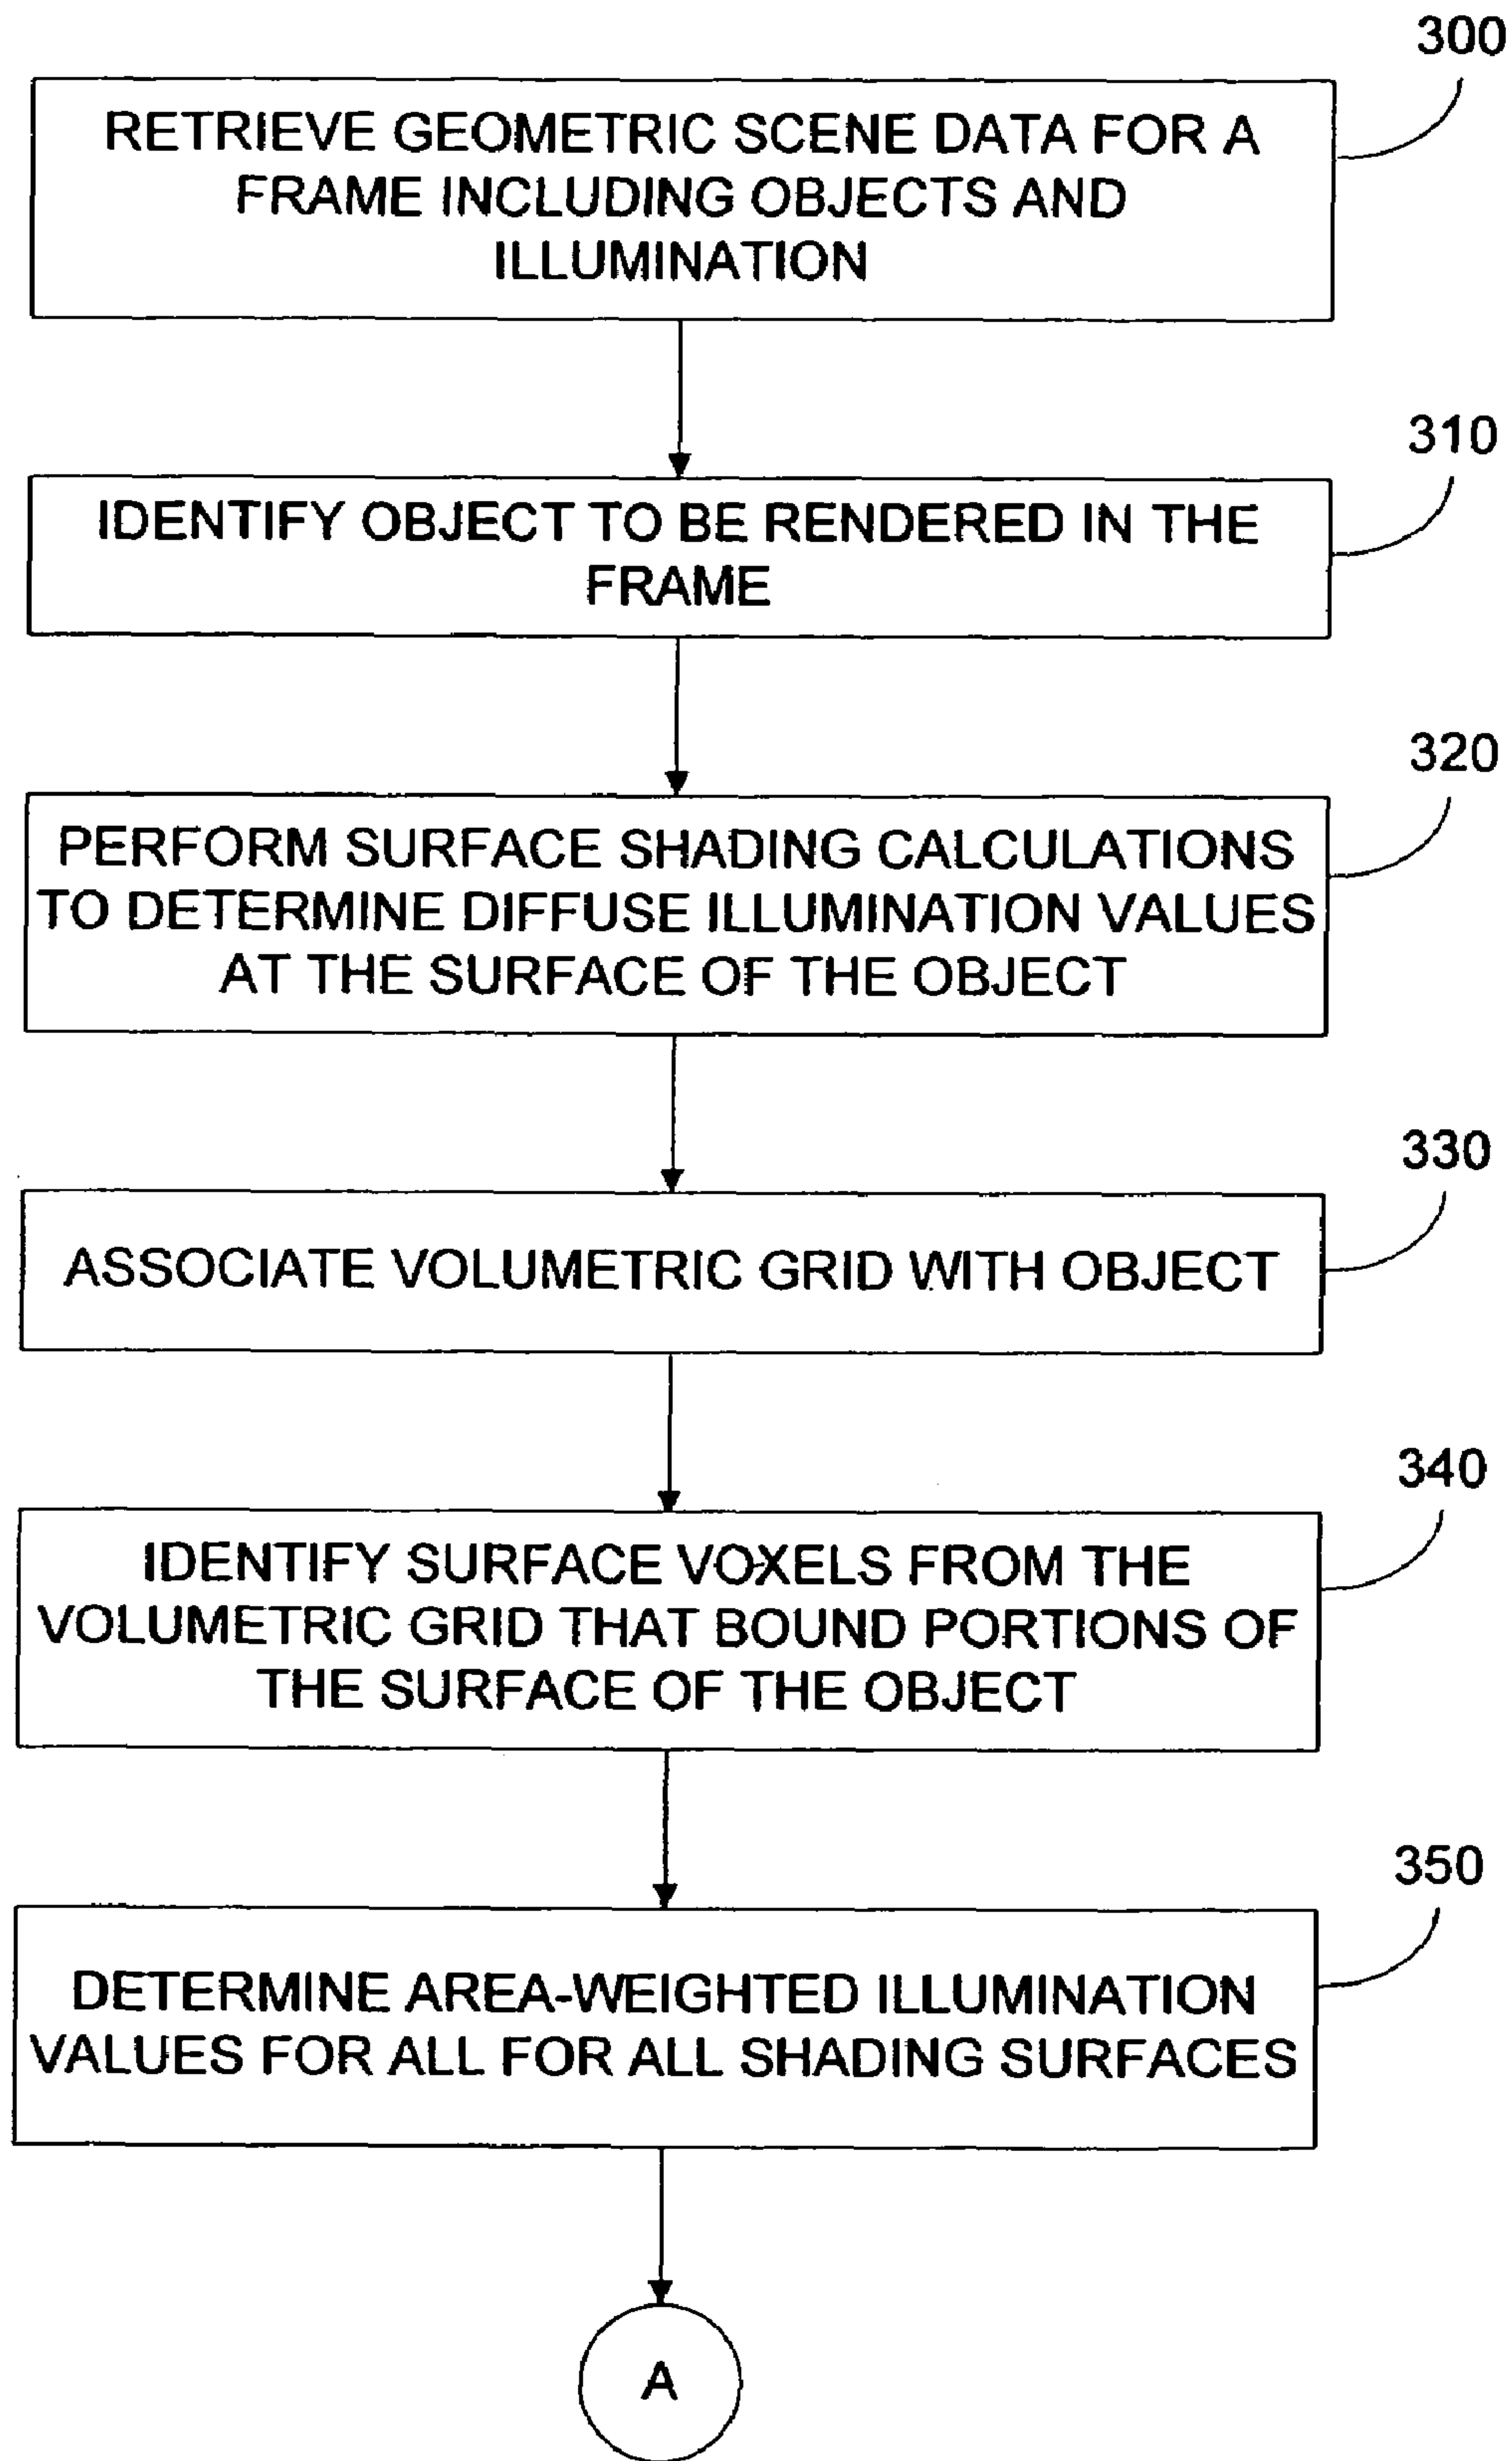 300
RETRIEVE GEOMETRIC SCENE DATA FOR A
FRAME INCLUDING OBJECTS AND
ILLUMINATION
310
IDENTIFY OBJECT TO BE RENDERED IN THE
FRAME
320
PERFORM SURFACE SHADING CALCULATIONS
TO DETERMINE DIFFUSE ILLUMINATION VALUES
AT THE SURFACE OF THE OBJECT
330
ASSOCIATE VOLUMETRIC GRID WITH OBJECT
340
IDENTIFY SURFACE VOXELS FROM THE
VOLUMETRIC GRID THAT BOUND PORTIONS OF
THE SURFACE OF THE OBJECT
350
DETERMINE AREA-WEIGHTED ILLUMINATION
VALUES FOR ALL FOR ALL SHADING SURFACES
A